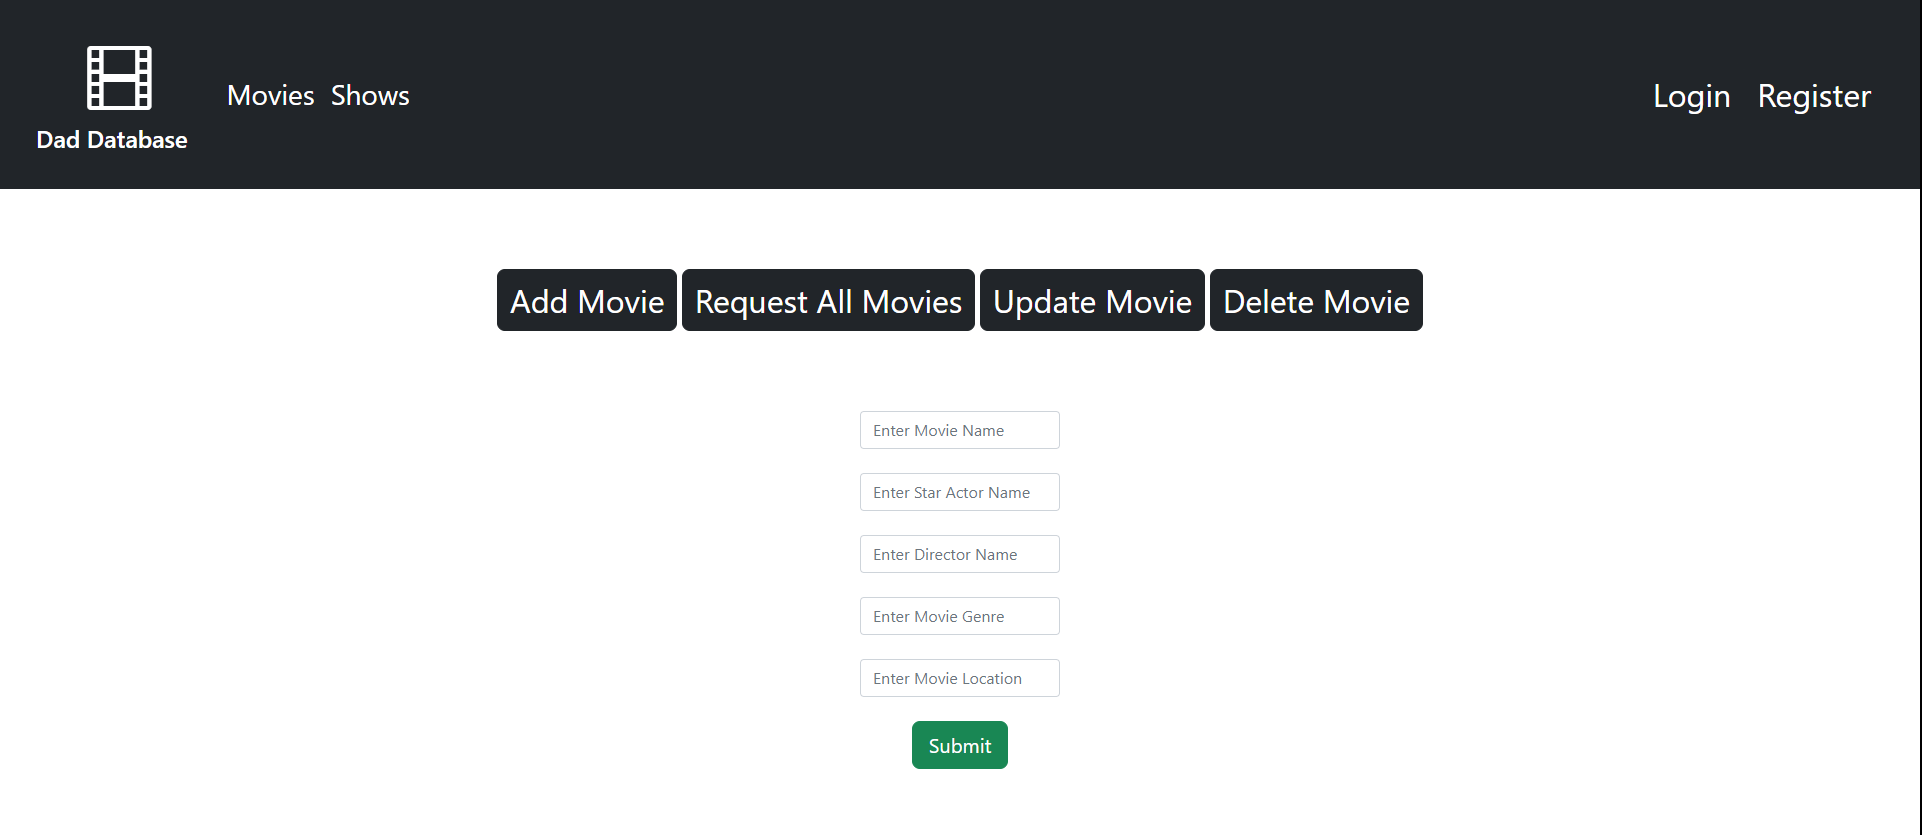 Dad Database
Movies Shows
Login Register
Add Movie Request All Movies Update Movie Delete Movie
Enter Movie Name
Enter Star Actor Name
Enter Director Name
Enter Movie Genre
Enter Movie Location
Submit